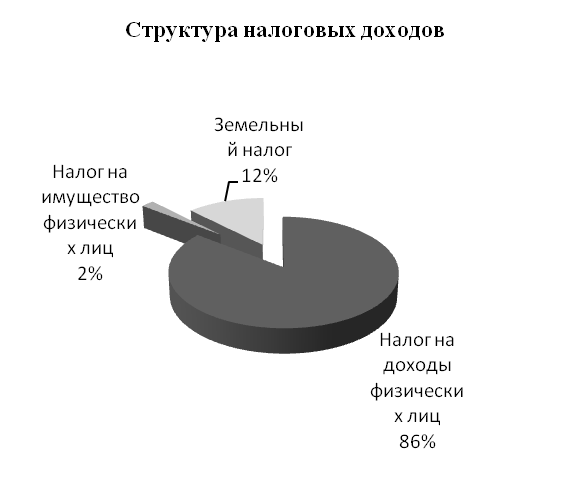 Структура налоговых доходов
Земельны
й налог
12%
Налог на
имущество
физически
х лиц
2%
Налог на
доходы
физически
х лиц
86%